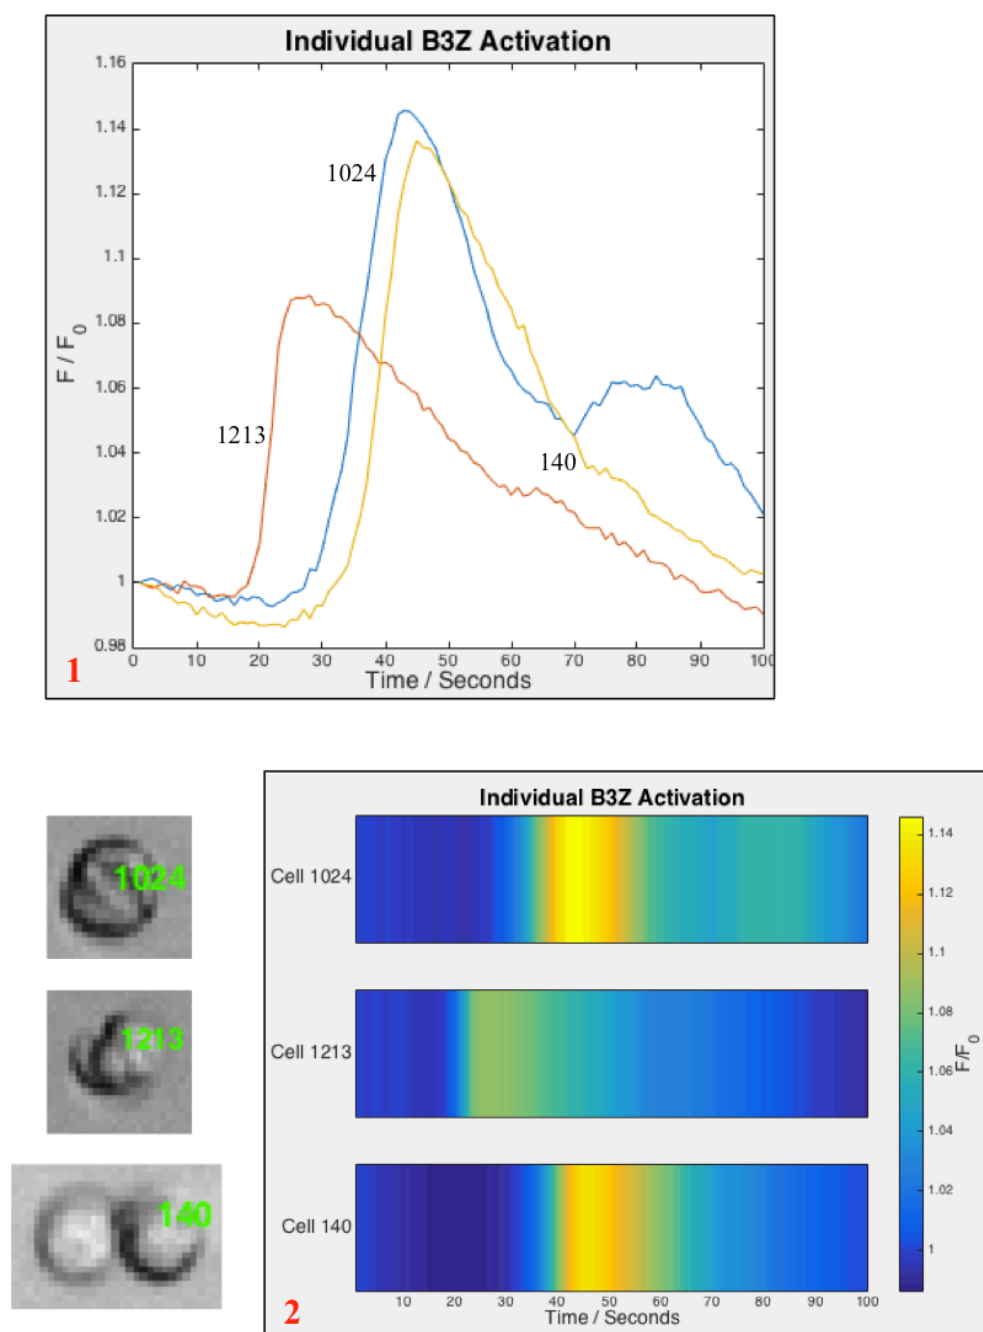 Individual B3Z Activation
1.16
1.14
1.12
1.1
1.08
1.06
1.04
1.02
1
0.98
F / F0
1024
1213
140
0 10 20 30 40 50 60 70 80 90 100
Time / Seconds
1
Individual B3Z Activation
1024
Cell 1024
1213
Cell 1213
140
Cell 140
10 20 30 40 50 60 70 80 90 100
Time / Seconds
1.14
1.12
1.1
1.08
1.06
1.04
1.02
1
F/F0
2